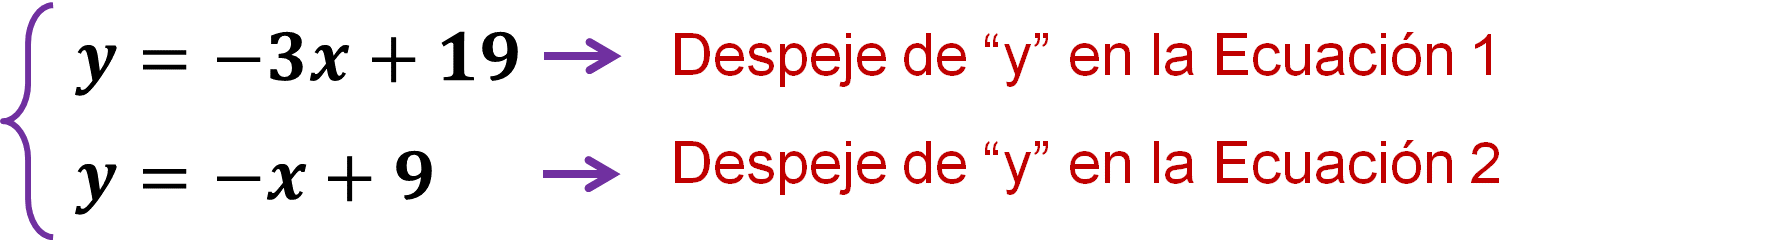 y = −3x + 19 → Despeje de “y” en la Ecuación 1
y = −x + 9 → Despeje de “y” en la Ecuación 2